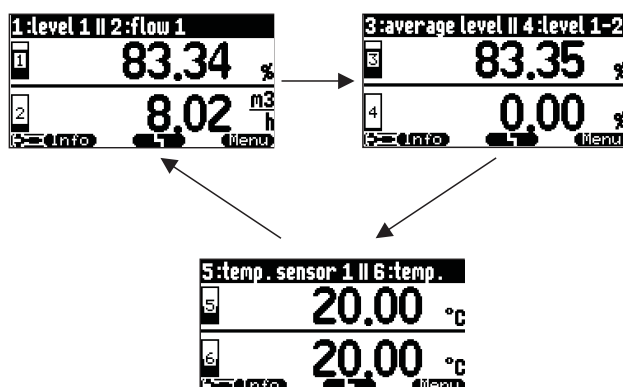 1:level 1 II 2:flow 1
1 83.34 %
2 8.02 m3/h
Info Menu
3:average level II 4:level 1-2
3 83.35 %
4 0.00 %
Info Menu
5:temp. sensor 1 II 6:temp.
5 20.00 °C
6 20.00 °C
Info Menu